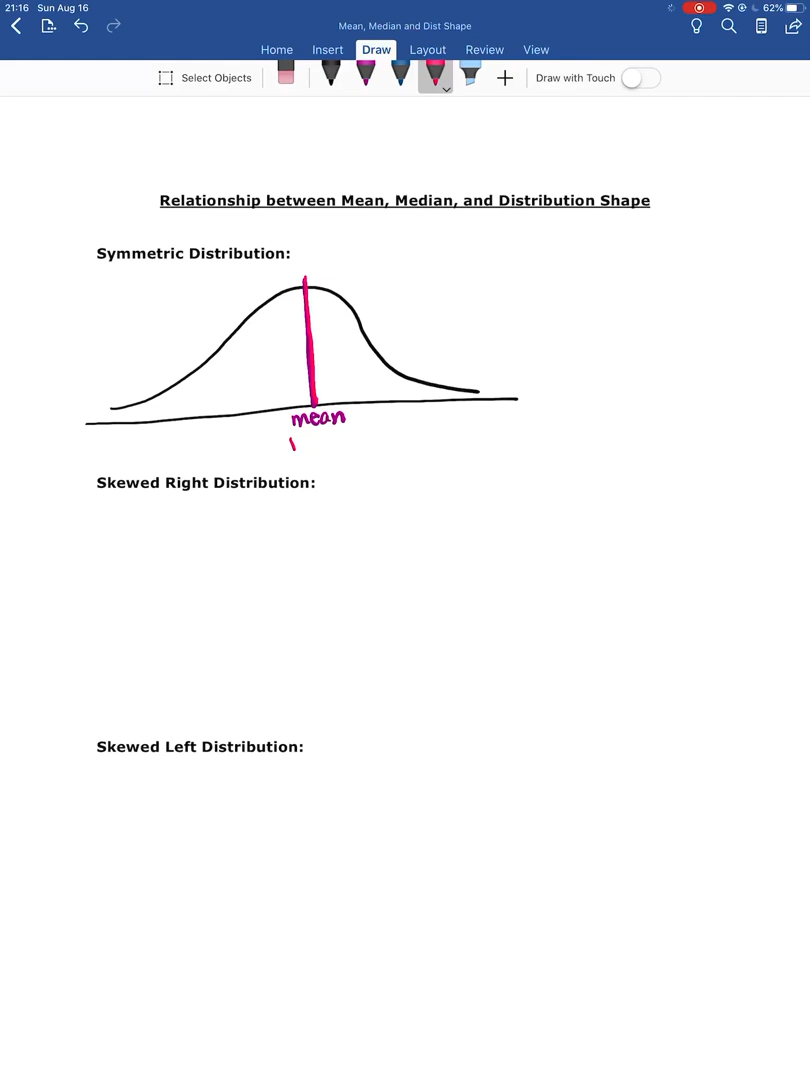 21:16 Sun Aug 16 62%
Mean, Median and Dist Shape
Home Insert Draw Layout Review View
Select Objects Draw with Touch
Relationship between Mean, Median, and Distribution Shape
Symmetric Distribution:
mean
Skewed Right Distribution:
Skewed Left Distribution: